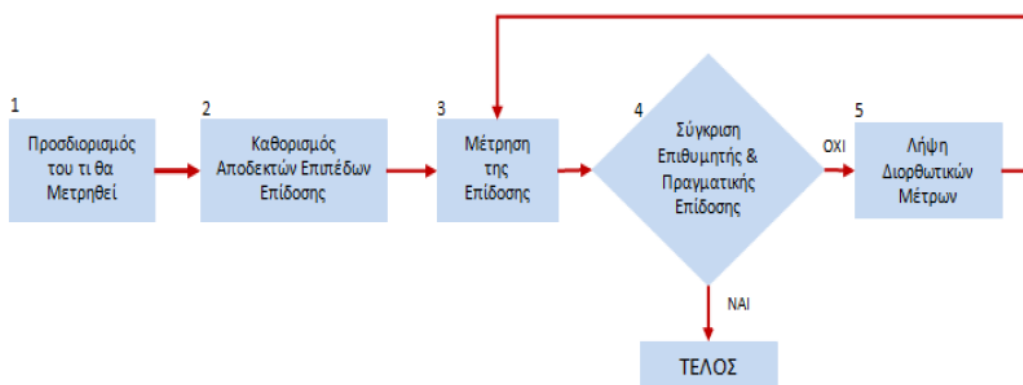 1
Προσδιορισμός
του τι θα
Μετρηθεί
2
Καθορισμός
Αποδεκτών Επιπέδων
Επίδοσης
3
Μέτρηση
της
Επίδοσης
4
Σύγκριση
Επιθυμητής &
Πραγματικής
Επίδοσης
ΟΧΙ
5
Λήψη
Διορθωτικών
Μέτρων
ΝΑΙ
ΤΕΛΟΣ